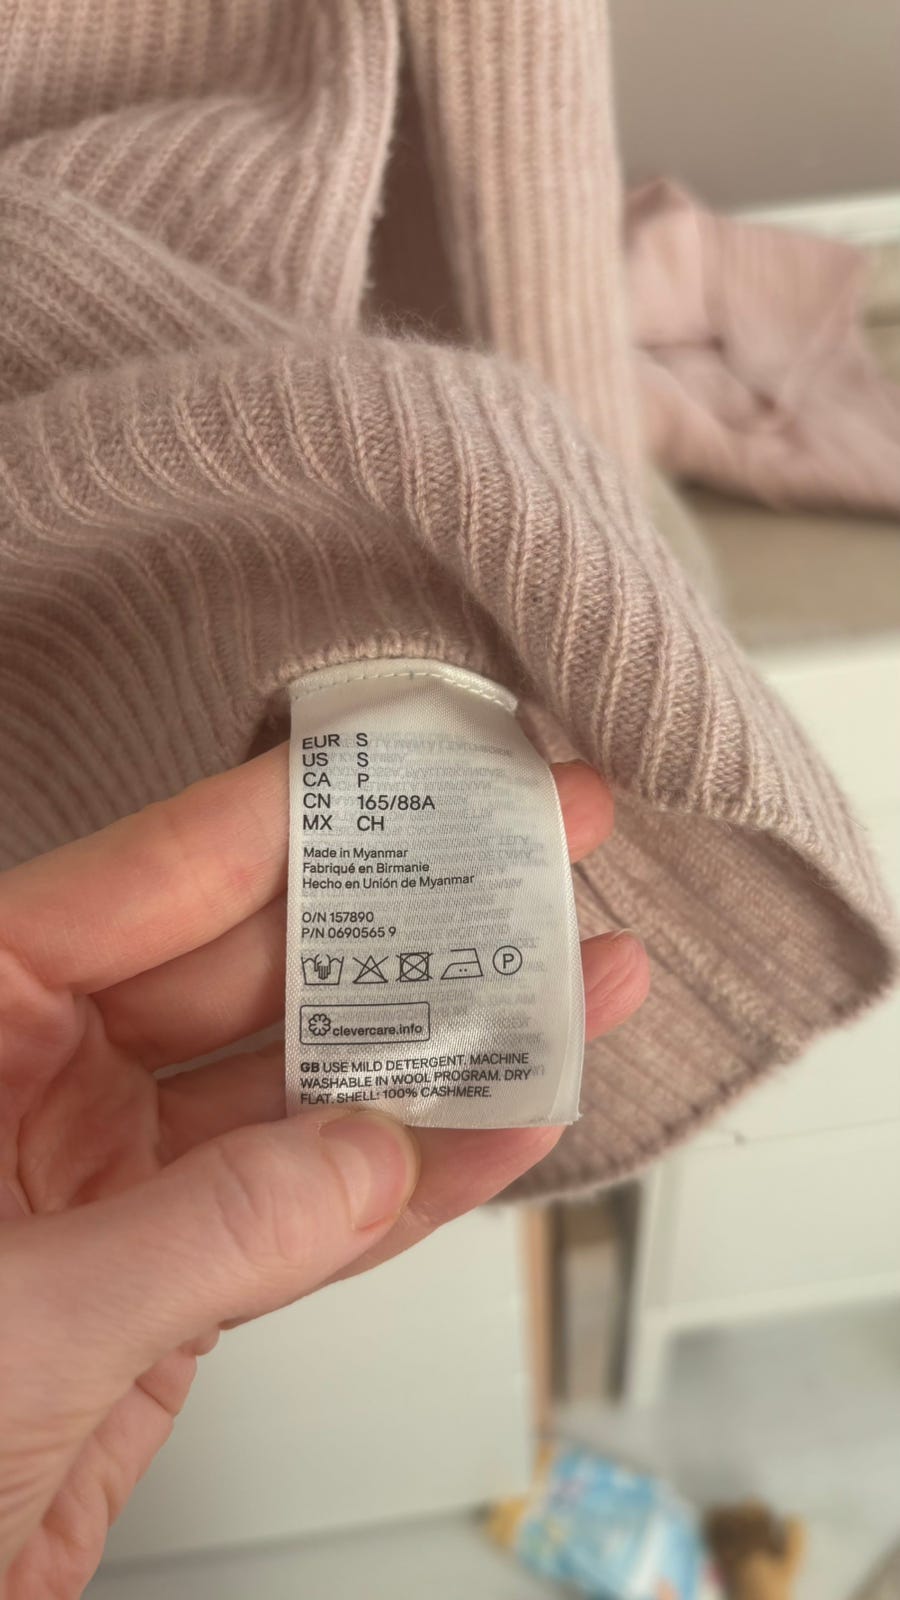 EUR S
US S
CA P
CN 165/88A
MX CH
Made in Myanmar
Fabriqué en Birmanie
Hecho en Unión de Myanmar
O/N 157890
P/N 0690565 9
P
clevercare.info
GB USE MILD DETERGENT. MACHINE
WASHABLE IN WOOL PROGRAM. DRY
FLAT. SHELL: 100% CASHMERE.